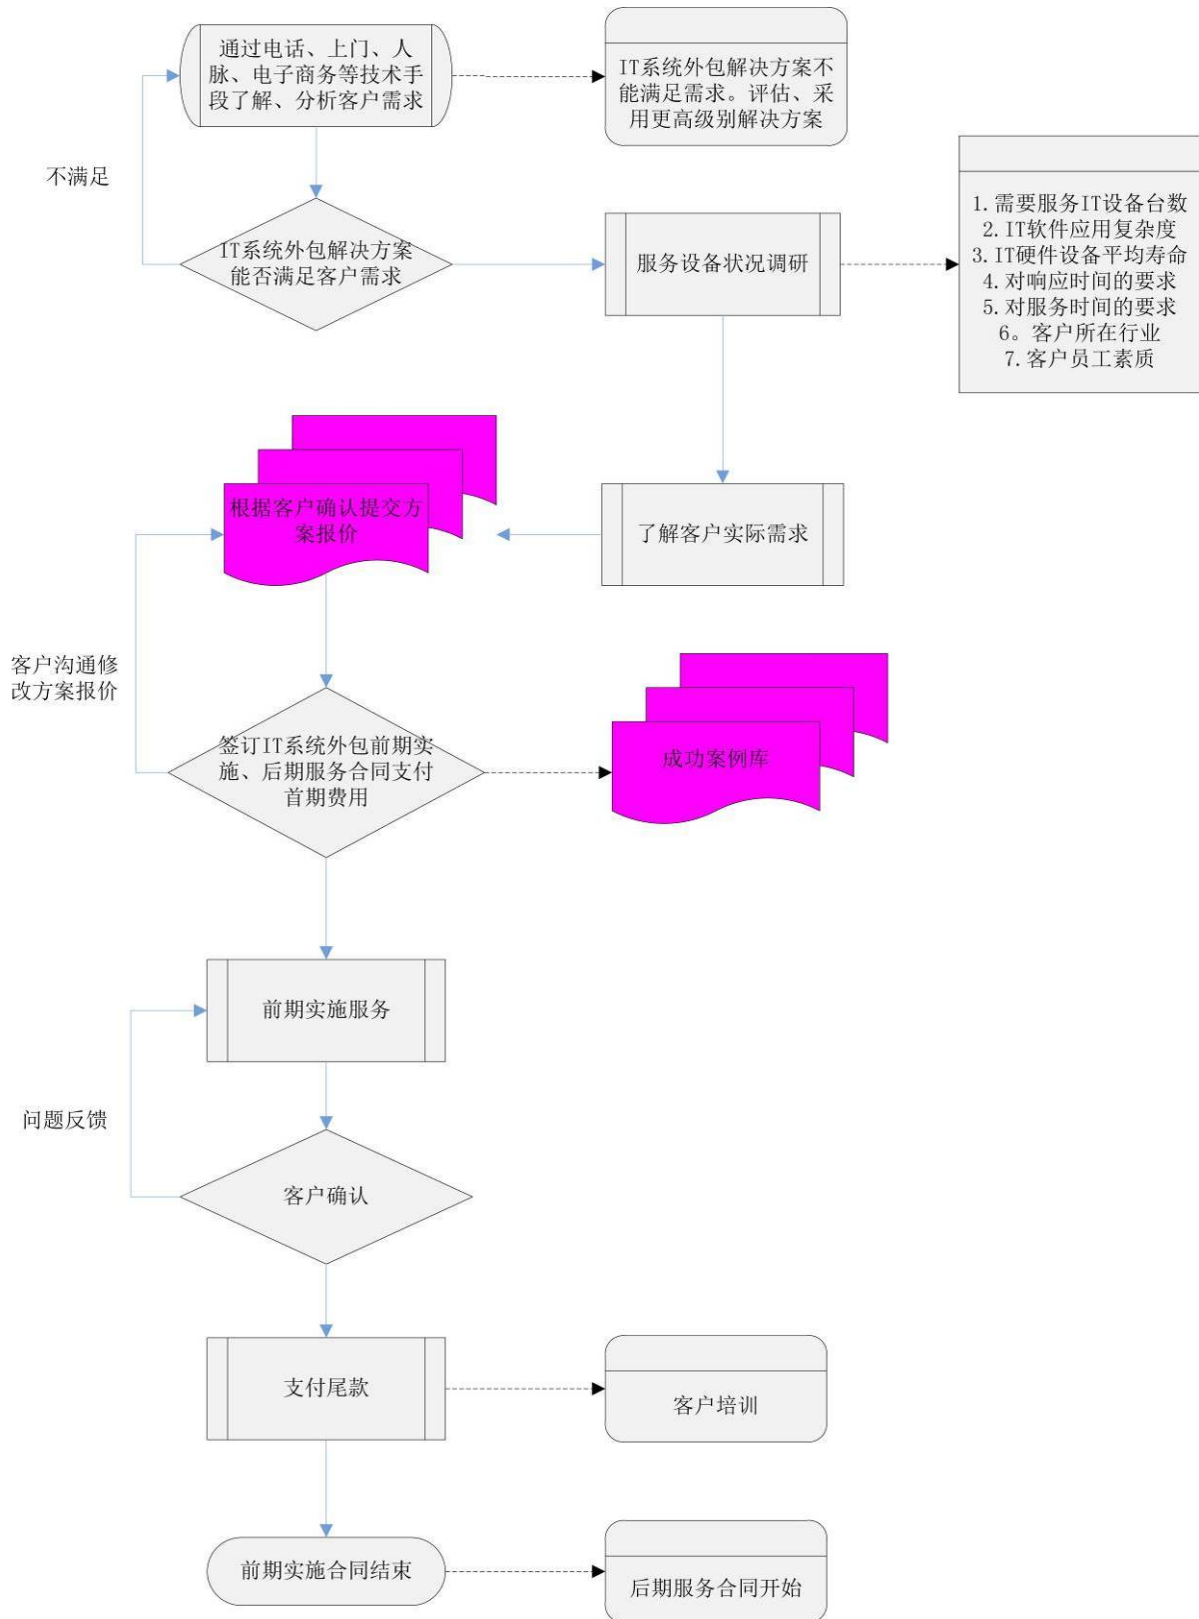 通过电话、上门、人
脉、电子商务等技术手
段了解、分析客户需求
IT系统外包解决方案不
能满足需求。评估、采
用更高级别解决方案
不满足
IT系统外包解决方案
能否满足客户需求
服务设备状况调研
1.需要服务IT设备台数
2.IT软件应用复杂度
3.IT硬件设备平均寿命
4.对响应时间的要求
5.对服务时间的要求
6。客户所在行业
7.客户员工素质
根据客户确认提交方
案报价
了解客户实际需求
客户沟通修
改方案报价
签订IT系统外包前期实
施、后期服务合同支付
首期费用
成功案例库
前期实施服务
问题反馈
客户确认
支付尾款
客户培训
前期实施合同结束
后期服务合同开始